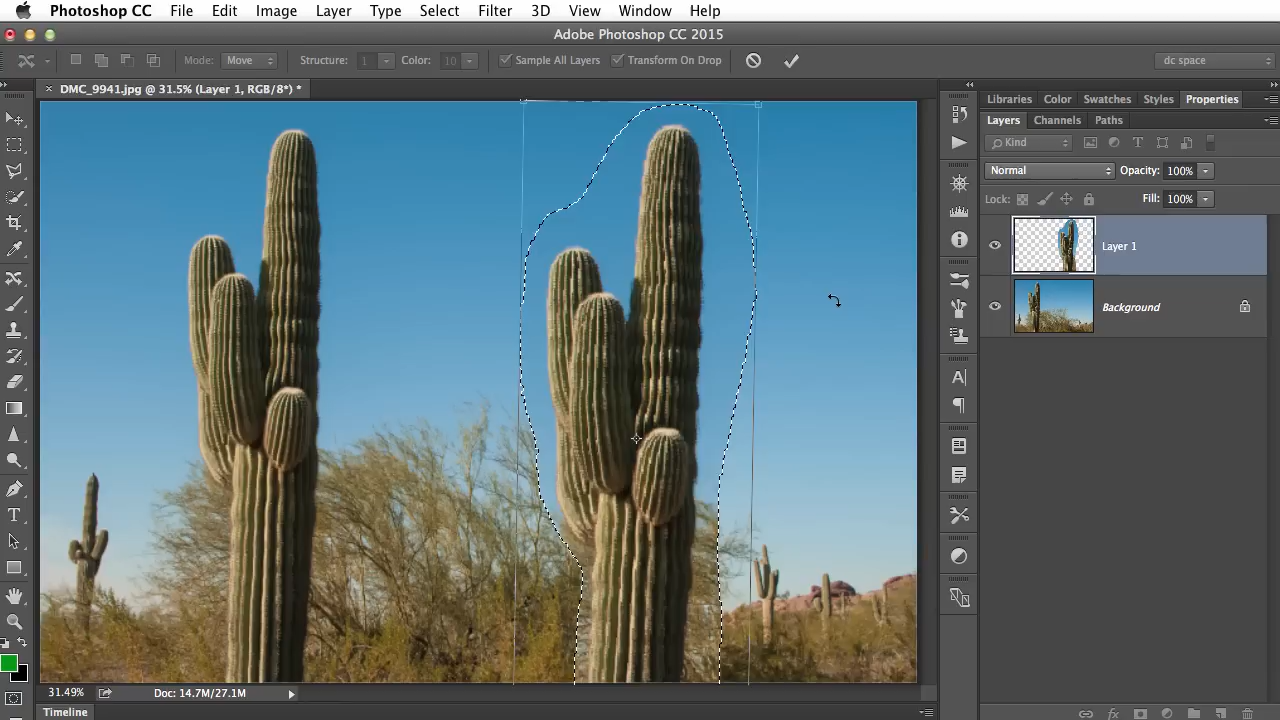 Photoshop CC File Edit Image Layer Type Select Filter 3D View Window Help
Adobe Photoshop CC 2015
Mode: Move Structure: 1 Color: 10 Sample All Layers Transform On Drop dc space
DMC_9941.jpg @ 31.5% (Layer 1, RGB/8*) *
Libraries Color Swatches Styles Properties
Layers Channels Paths
Kind
Normal Opacity: 100%
Lock: Fill: 100%
Layer 1
Background
31.49% Doc: 14.7M/27.1M
Timeline